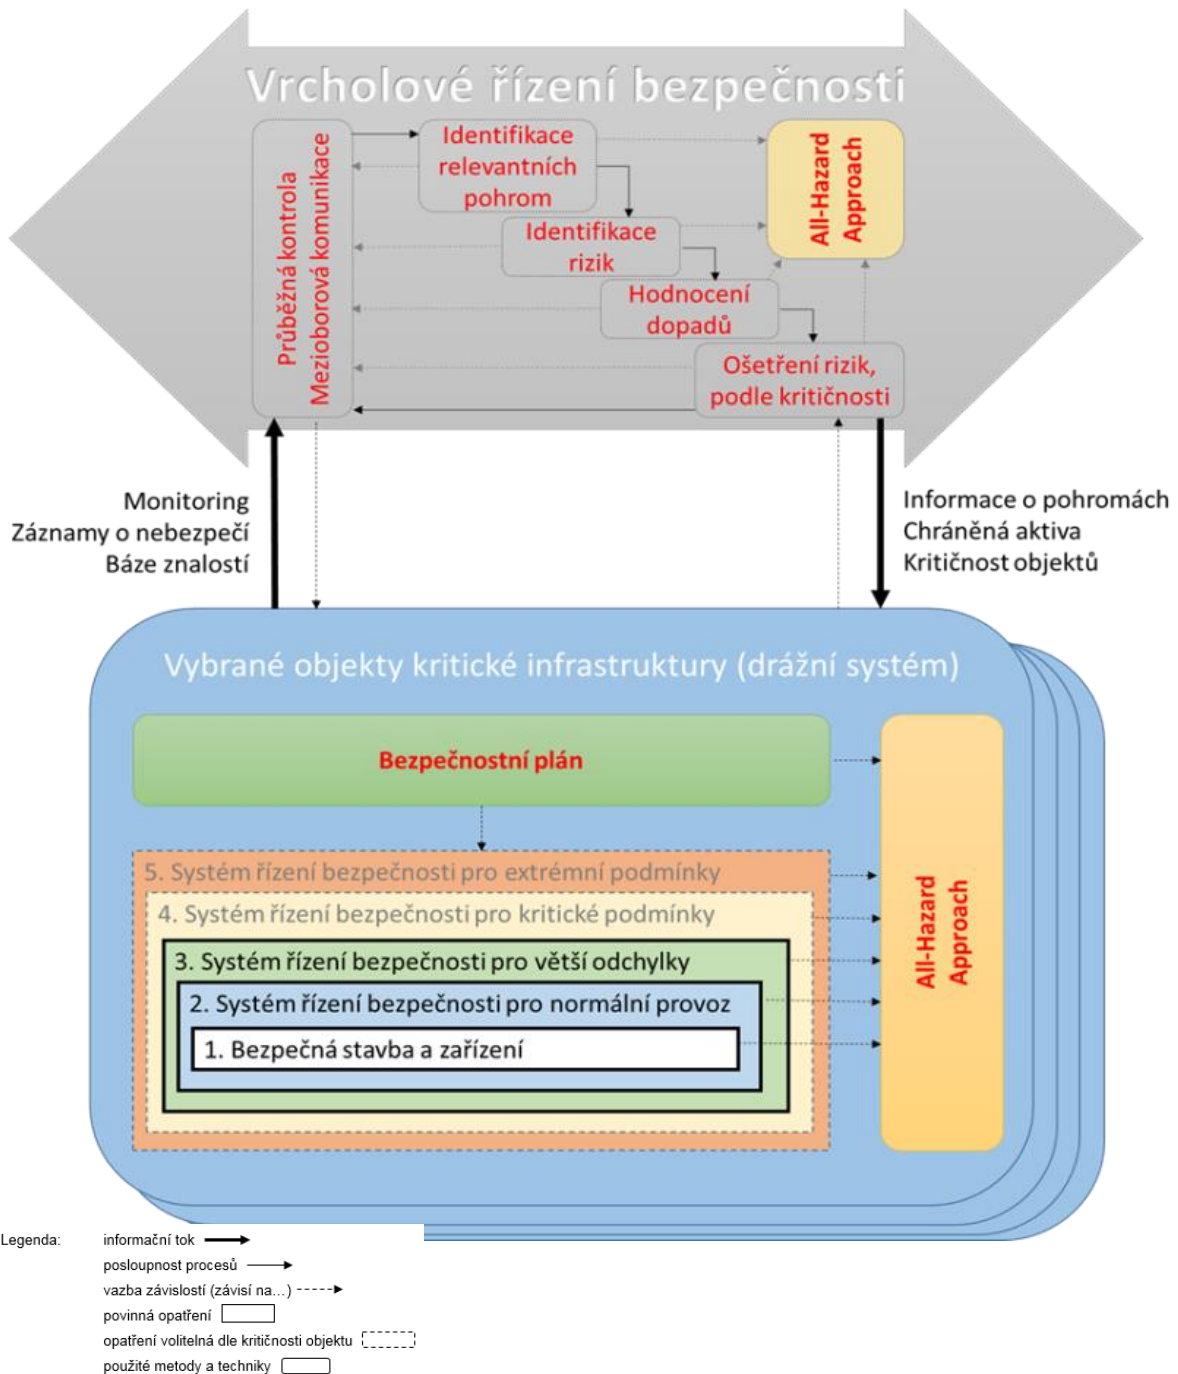 Vrcholové řízení bezpečnosti
Průběžná kontrola
Mezioborová komunikace
Identifikace
relevantních
pohrom
Identifikace
rizik
Hodnocení
dopadů
Ošetření rizik,
podle kritičnosti
All-Hazard
Approach
Monitoring
Záznamy o nebezpečí
Báze znalostí
Informace o pohromách
Chráněná aktiva
Kritičnost objektů
Vybrané objekty kritické infrastruktury (drážní systém)
Bezpečnostní plán
5. Systém řízení bezpečnosti pro extrémní podmínky
4. Systém řízení bezpečnosti pro kritické podmínky
3. Systém řízení bezpečnosti pro větší odchylky
2. Systém řízení bezpečnosti pro normální provoz
1. Bezpečná stavba a zařízení
All-Hazard
Approach
Legenda:
informační tok
posloupnost procesů
vazba závislostí (závisí na...)
povinná opatření
opatření volitelná dle kritičnosti objektu
použité metody a techniky